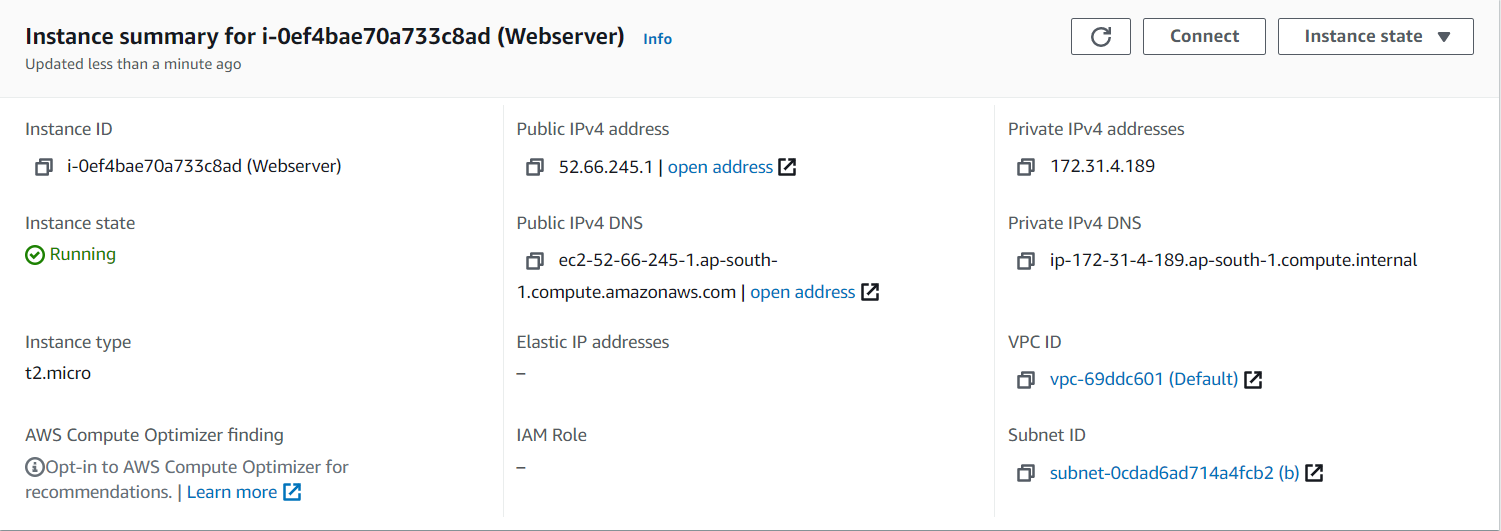 Instance summary for i-0ef4bae70a733c8ad (Webserver) Info
Updated less than a minute ago
Connect
Instance state
Instance ID
i-0ef4bae70a733c8ad (Webserver)
Public IPv4 address
52.66.245.1 | open address
Private IPv4 addresses
172.31.4.189
Instance state
Running
Public IPv4 DNS
ec2-52-66-245-1.ap-south-
1.compute.amazonaws.com | open address
Private IPv4 DNS
ip-172-31-4-189.ap-south-1.compute.internal
Instance type
t2.micro
Elastic IP addresses
–
VPC ID
vpc-69ddc601 (Default)
AWS Compute Optimizer finding
Opt-in to AWS Compute Optimizer for
recommendations. | Learn more
IAM Role
–
Subnet ID
subnet-0cdad6ad714a4fcb2 (b)